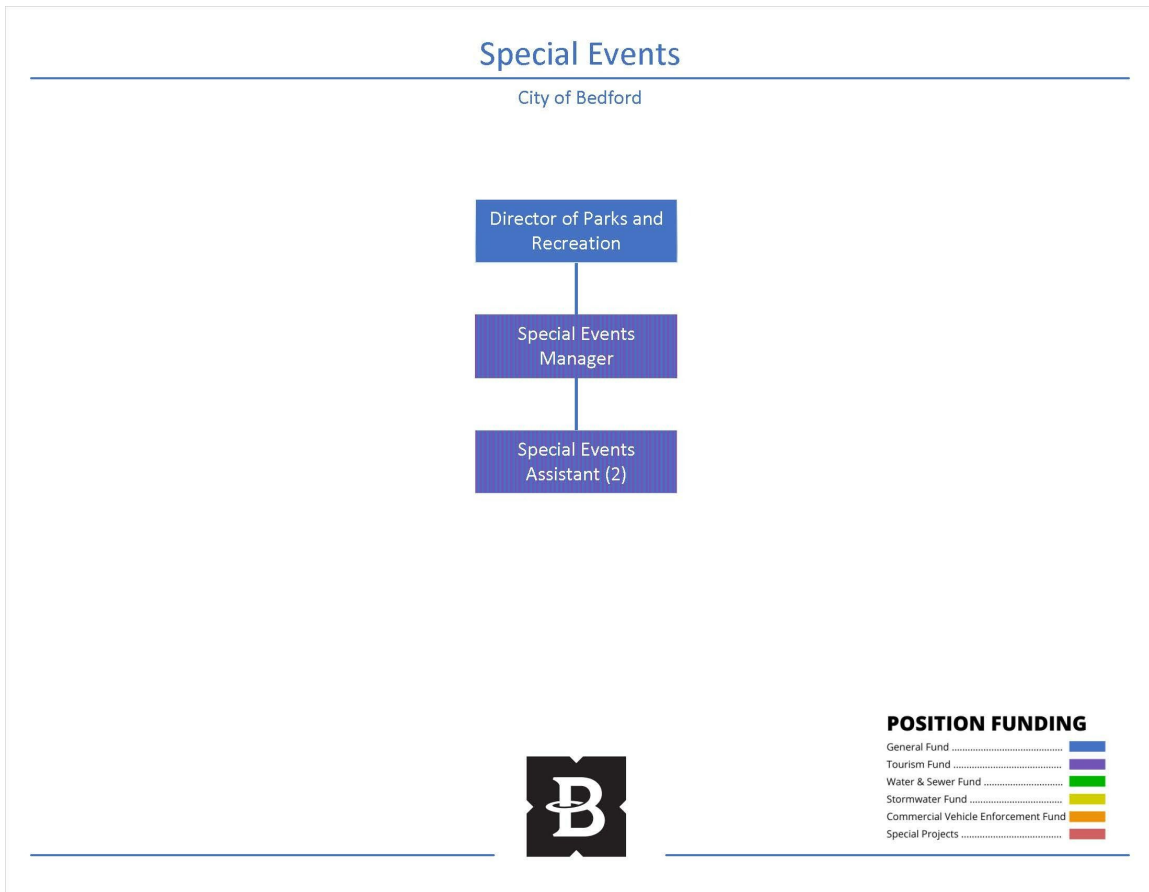 Special Events
City of Bedford
Director of Parks and
Recreation
Special Events
Manager
Special Events
Assistant (2)
POSITION FUNDING
General Fund ........................................
Tourism Fund .......................................
Water & Sewer Fund ............................
Stormwater Fund .................................
Commercial Vehicle Enforcement Fund
Special Projects ....................................
B